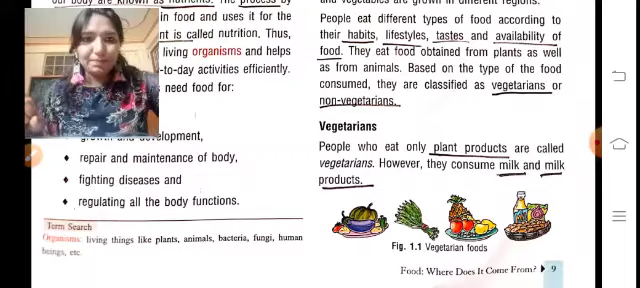 our body are known as nutrients. The process by
in food and uses it for the
nt is called nutrition. Thus,
living organisms and helps
-to-day activities efficiently.
need food for:
growth and development,
♦ repair and maintenance of body,
♦ fighting diseases and
♦ regulating all the body functions.
Term Search
Organisms: living things like plants, animals, bacteria, fungi, human
beings, etc.
and vegetables are grown in different regions.
People eat different types of food according to
their habits, lifestyles, tastes and availability of
food. They eat food obtained from plants as well
as from animals. Based on the type of the food
consumed, they are classified as vegetarians or
non-vegetarians.
Vegetarians
People who eat only plant products are called
vegetarians. However, they consume milk and milk
products.
Fig. 1.1 Vegetarian foods
Food: Where Does It Come From? 9